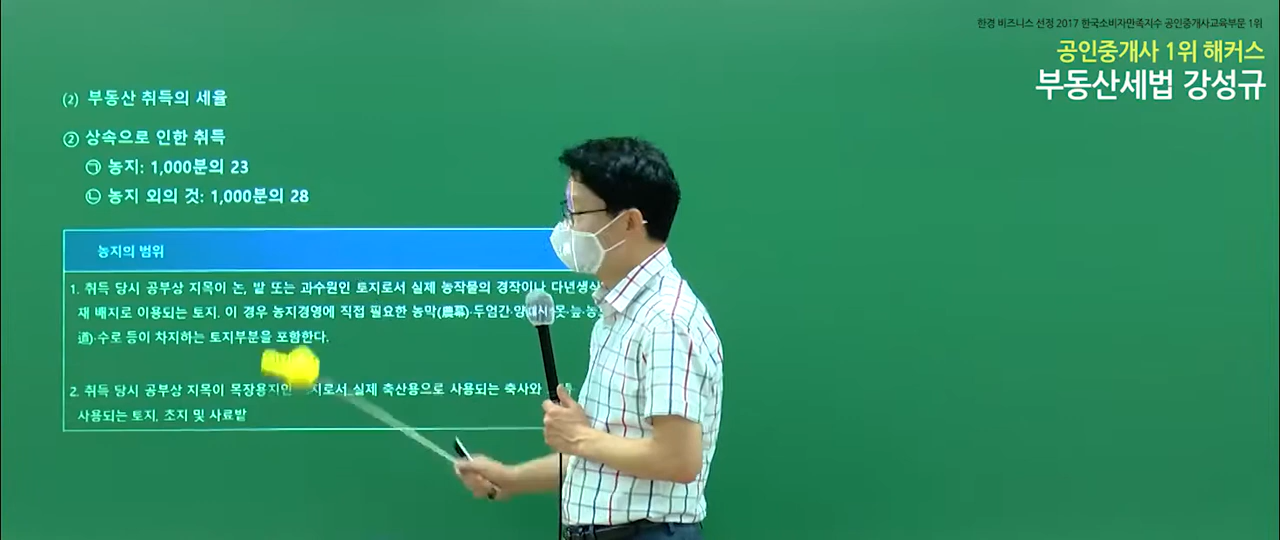 한경 비즈니스 선정 2017 한국소비자만족지수 공인중개사교육부문 1위
공인중개사 1위 해커스
부동산세법 강성규
(2) 부동산 취득의 세율
② 상속으로 인한 취득
㉠ 농지: 1,000분의 23
㉡ 농지 외의 것: 1,000분의 28
농지의 범위
1. 취득 당시 공부상 지목이 논, 밭 또는 과수원인 토지로서 실제 농작물의 경작이나 다년생식
재 배지로 이용되는 토지. 이 경우 농지경영에 직접 필요한 농막(農幕)·두엄간·양 못·늪·농
道)·수로 등이 차지하는 토지부분을 포함한다.
2. 취득 당시 공부상 지목이 목장용지인 지로서 실제 축산용으로 사용되는 축사와
사용되는 토지, 초지 및 사료밭